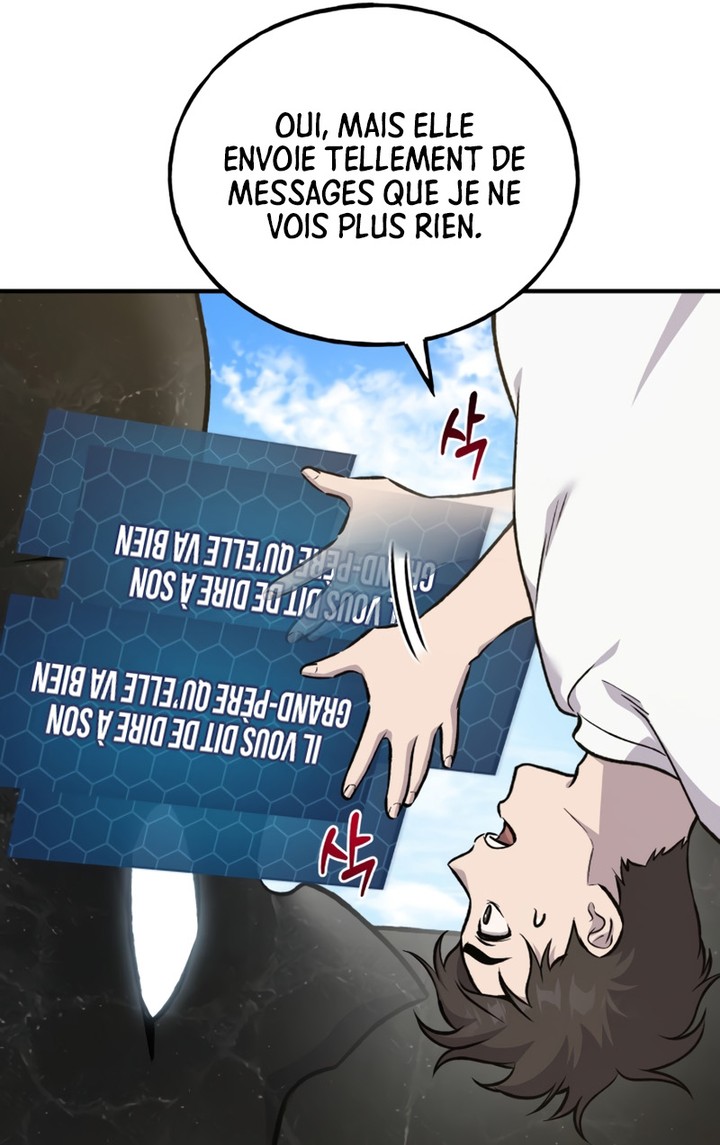 OUI, MAIS ELLE
ENVOIE TELLEMENT DE
MESSAGES QUE JE NE
VOIS PLUS RIEN.
삭
IL VOUS DIT DE DIRE À SON
GRAND-PÈRE QU'ELLE VA BIEN
IL VOUS DIT DE DIRE À SON
GRAND-PÈRE QU'ELLE VA BIEN
삭